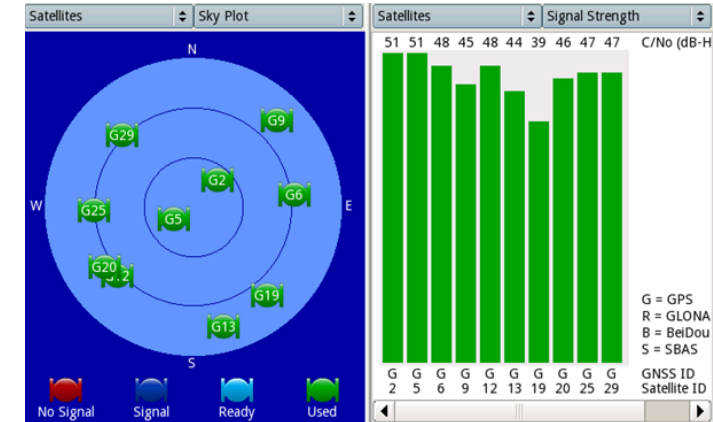 Satellites
Sky Plot
N
G9
G29
G2
G6
W
G25
G5
E
G20
G19
G13
S
No Signal
Signal
Ready
Used
Satellites
Signal Strength
51 51 48 45 48 44 39 46 47 47 C/No (dB-H
G = GPS
R = GLONA
B = BeiDou
S = SBAS
G G G G G G G G G G GNSS ID
2 5 6 9 12 13 19 20 25 29 Satellite ID